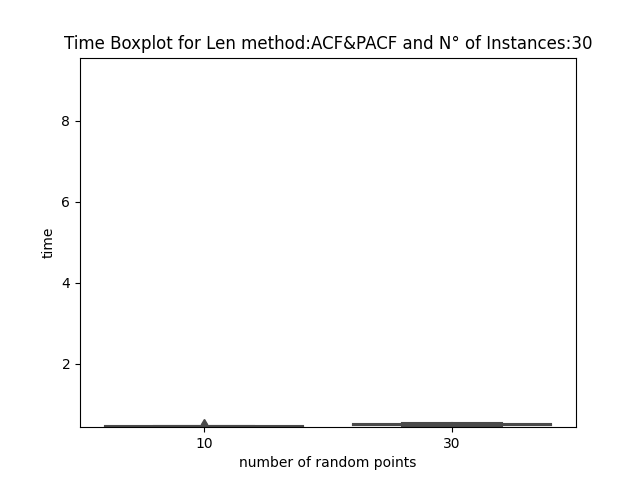 Time Boxplot for Len method:ACF&PACF and N° of Instances:30
8
6
4
2
time
10 30
number of random points